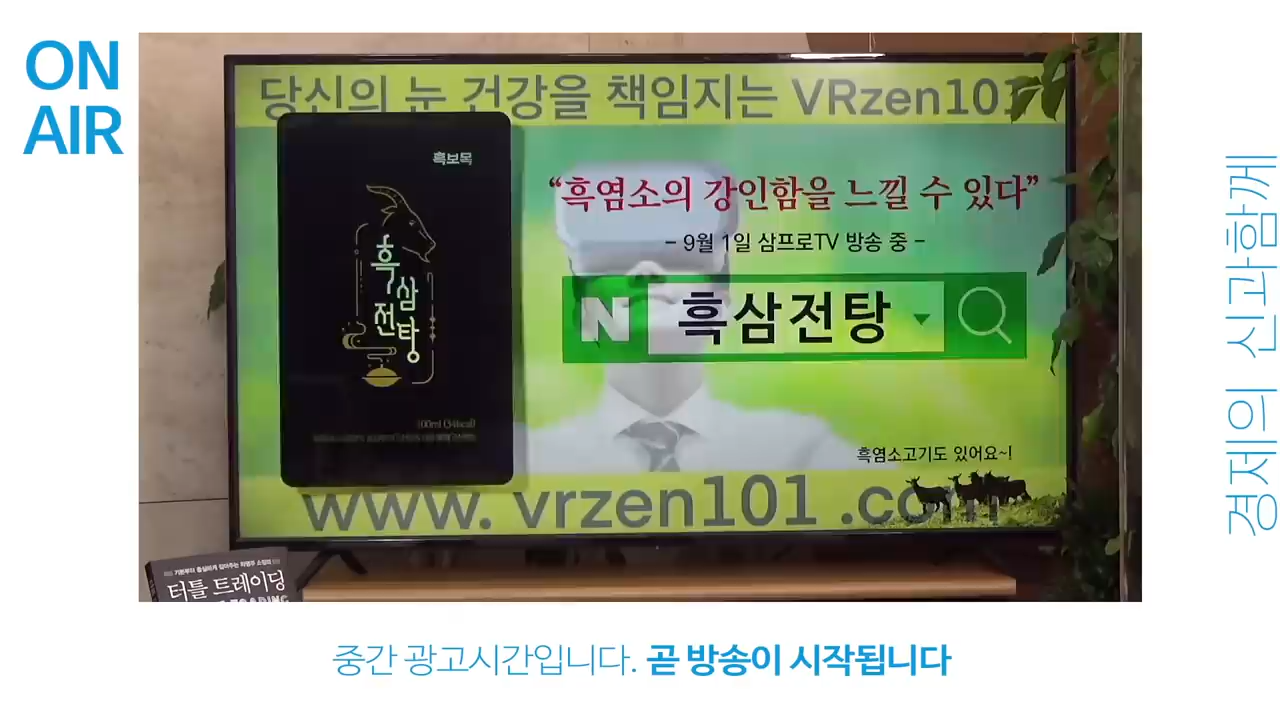 ON
AIR
당신의 눈 건강을 책임지는 VRzen101
흑보목
흑삼
전탕
100ml (34kcal)
“흑염소의 강인함을 느낄 수 있다”
- 9월 1일 삼프로TV 방송 중 -
N 흑삼전탕
흑염소고기도 있어요~!
www. vrzen101 .com
터틀 트레이딩
경제의 신과함께
중간 광고시간입니다. 곧 방송이 시작됩니다